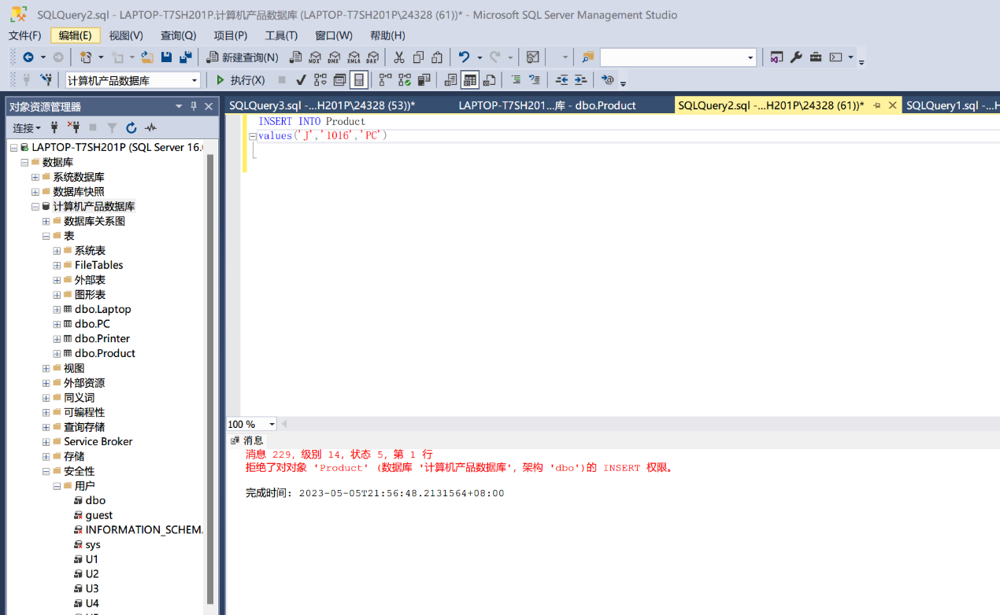 SQLQuery2.sql - LAPTOP-T7SH201P.计算机产品数据库 (LAPTOP-T7SH201P\24328 (61))* - Microsoft SQL Server Management Studio
文件(F) 编辑(E) 视图(V) 查询(Q) 项目(P) 工具(T) 窗口(W) 帮助(H)
新建查询(N) MDX DMX XMLA DAX
计算机产品数据库 执行(X)
对象资源管理器
SQLQuery3.sql -...H201P\24328 (53))* LAPTOP-T7SH201...库 - dbo.Product SQLQuery2.sql -...H201P\24328 (61))* SQLQuery1.sql -...H
连接
LAPTOP-T7SH201P (SQL Server 16.
数据库
系统数据库
数据库快照
计算机产品数据库
数据库关系图
表
系统表
FileTables
外部表
图形表
dbo.Laptop
dbo.PC
dbo.Printer
dbo.Product
视图
外部资源
同义词
可编程性
查询存储
Service Broker
存储
安全性
用户
dbo
guest
INFORMATION_SCHEM
sys
U1
U2
U3
U4
INSERT INTO Product
values('J','1016','PC')
100 %
消息
消息 229，级别 14，状态 5，第 1 行
拒绝了对对象 'Product' (数据库 '计算机产品数据库'，架构 'dbo')的 INSERT 权限。
完成时间: 2023-05-05T21:56:48.2131564+08:00